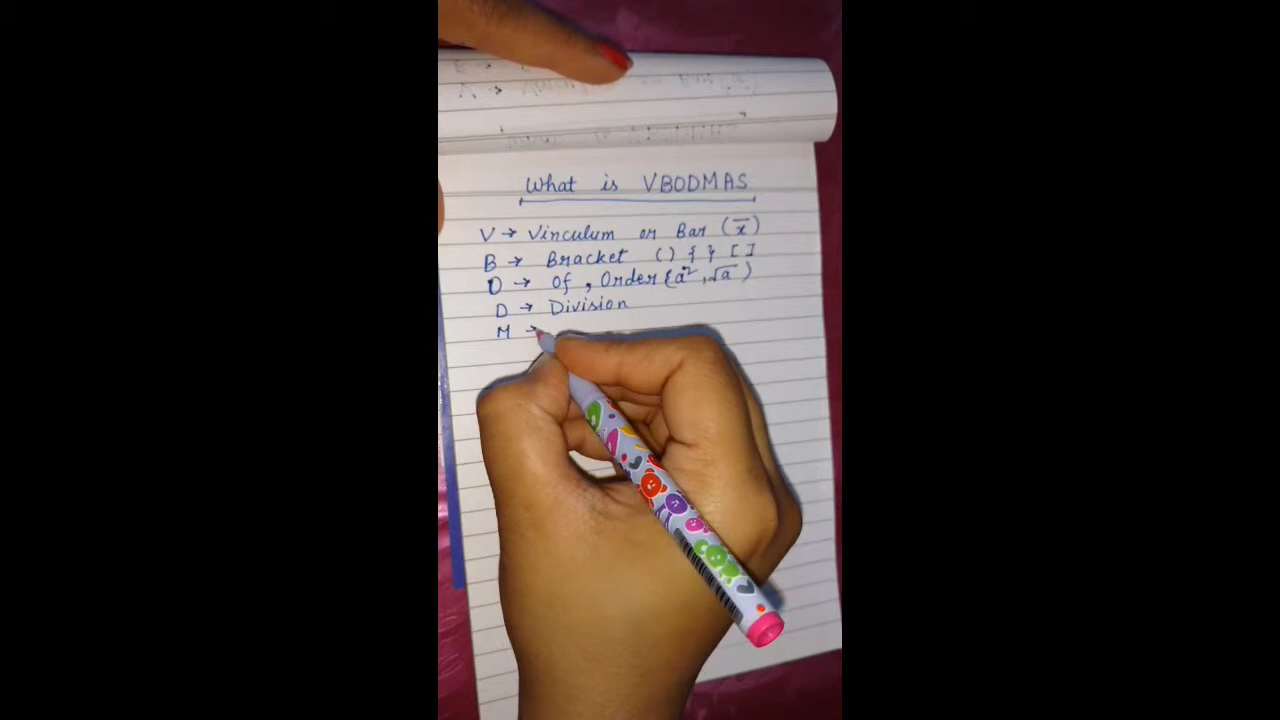 What is VBODMAS
V → Vinculum or Bar (x̅)
B → Bracket () { } []
O → Of , Order {a², √a )
D → Division
M →